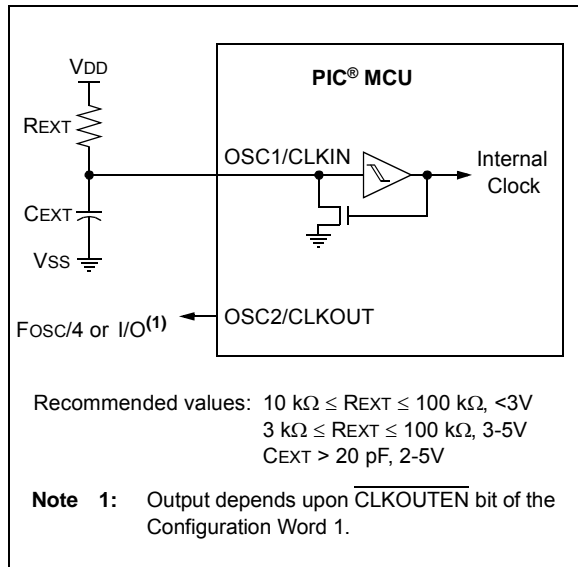 VDD
PIC® MCU
REXT
OSC1/CLKIN
Internal
Clock
CEXT
VSS
OSC2/CLKOUT
FOSC/4 or I/O(1)
Recommended values: 10 kΩ ≤ REXT ≤ 100 kΩ, <3V
3 kΩ ≤ REXT ≤ 100 kΩ, 3-5V
CEXT > 20 pF, 2-5V
Note 1: Output depends upon CLKOUTEN bit of the
Configuration Word 1.